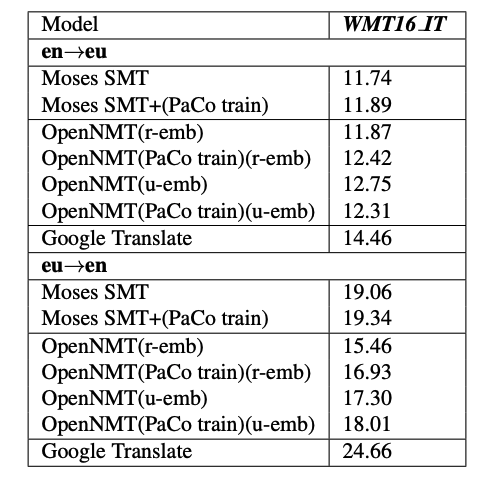 Model WMT16_IT
en→eu
Moses SMT 11.74
Moses SMT+(PaCo train) 11.89
OpenNMT(r-emb) 11.87
OpenNMT(PaCo train)(r-emb) 12.42
OpenNMT(u-emb) 12.75
OpenNMT(PaCo train)(u-emb) 12.31
Google Translate 14.46
eu→en
Moses SMT 19.06
Moses SMT+(PaCo train) 19.34
OpenNMT(r-emb) 15.46
OpenNMT(PaCo train)(r-emb) 16.93
OpenNMT(u-emb) 17.30
OpenNMT(PaCo train)(u-emb) 18.01
Google Translate 24.66